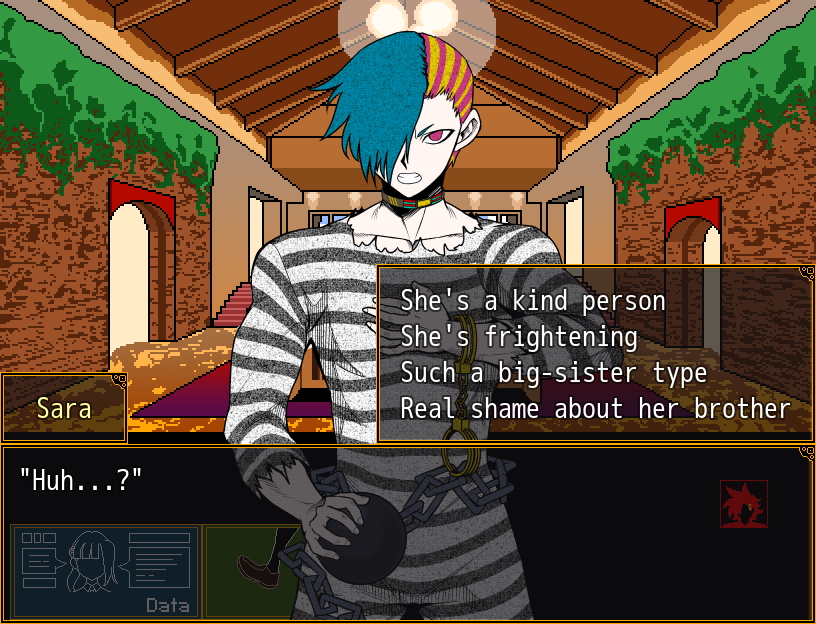 She's a kind person
She's frightening
Such a big-sister type
Real shame about her brother
Sara
"Huh...?"
Data